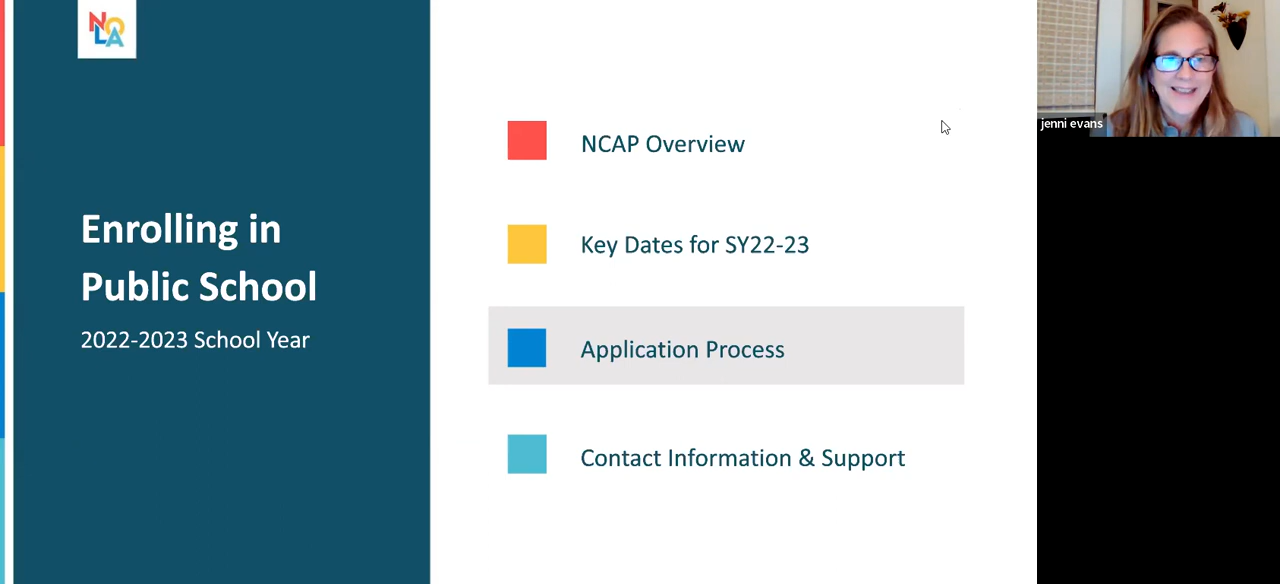 NOLA
Enrolling in
Public School
2022-2023 School Year
NCAP Overview
Key Dates for SY22-23
Application Process
Contact Information & Support
jenni evans